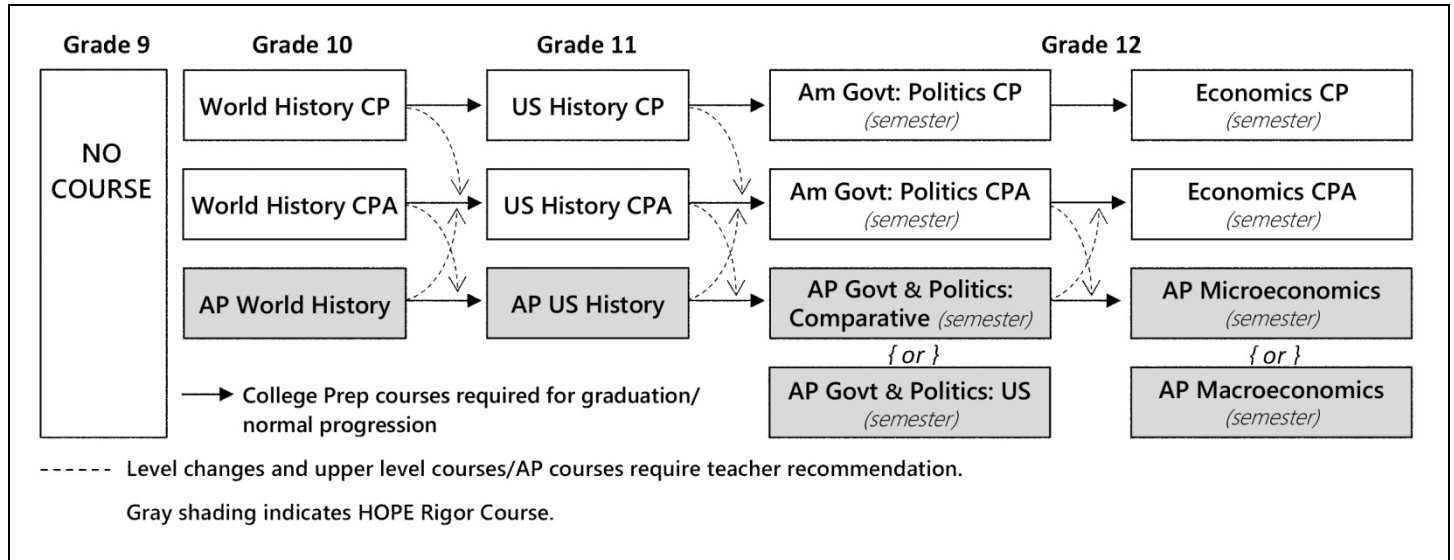 Grade 9
Grade 10
Grade 11
Grade 12
NO
COURSE
World History CP
US History CP
Am Govt: Politics CP
(semester)
Economics CP
(semester)
World History CPA
US History CPA
Am Govt: Politics CPA
(semester)
Economics CPA
(semester)
AP World History
AP US History
AP Govt & Politics:
Comparative (semester)
AP Microeconomics
(semester)
{ or }
{ or }
AP Govt & Politics: US
(semester)
AP Macroeconomics
(semester)
College Prep courses required for graduation/
normal progression
Level changes and upper level courses/AP courses require teacher recommendation.
Gray shading indicates HOPE Rigor Course.